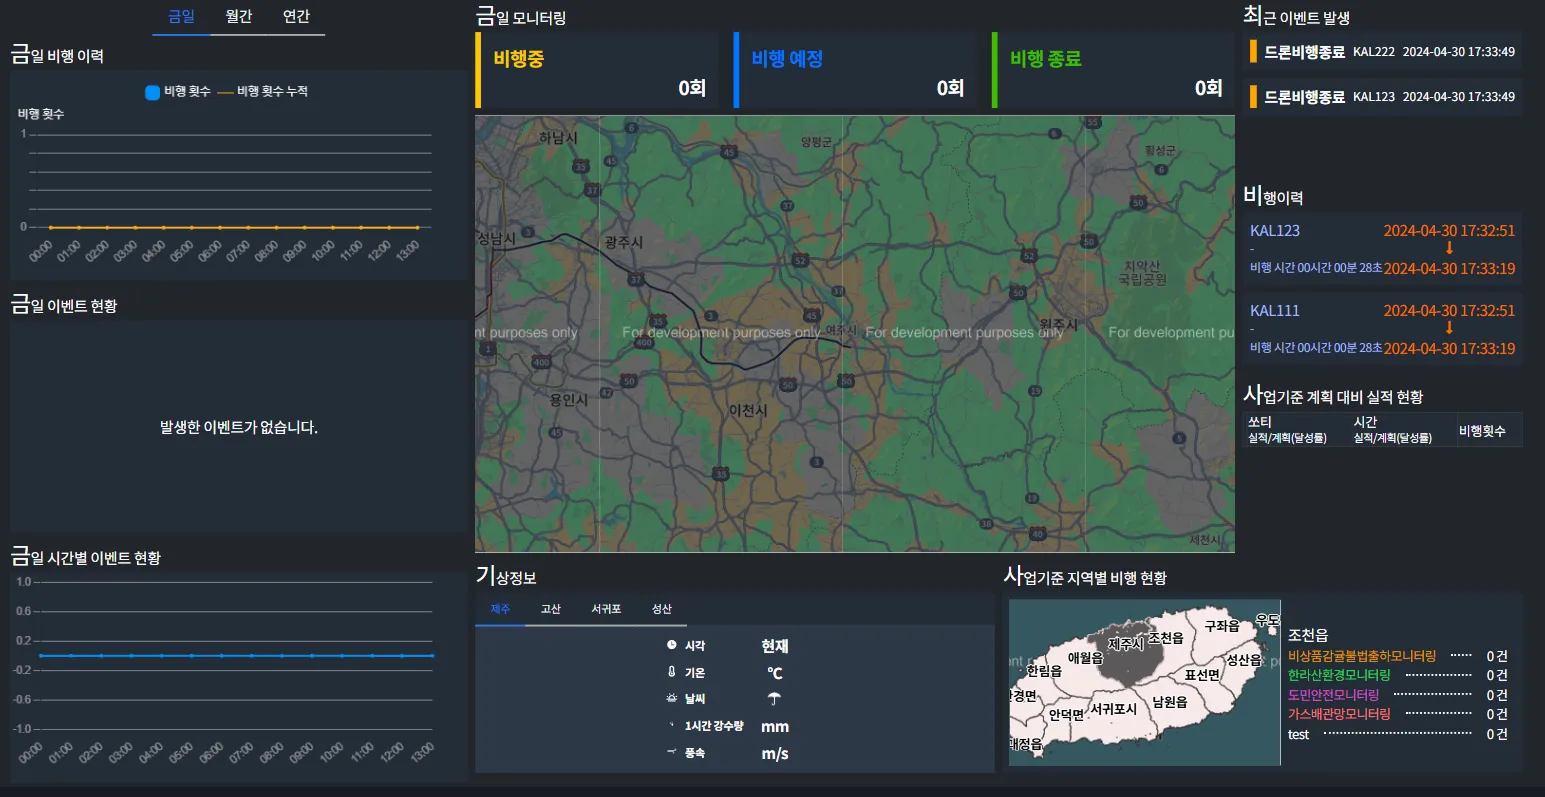 금일 월간 연간
금일 비행 이력
비행 횟수 비행 횟수 누적
비행 횟수
1
0
00:00 01:00 02:00 03:00 04:00 05:00 06:00 07:00 08:00 09:00 10:00 11:00 12:00 13:00
금일 이벤트 현황
발생한 이벤트가 없습니다.
금일 시간별 이벤트 현황
1.0
0.6
0.2
-0.2
-0.6
-1.0
00:00 01:00 02:00 03:00 04:00 05:00 06:00 07:00 08:00 09:00 10:00 11:00 12:00 13:00
금일 모니터링
비행중
0회
비행 예정
0회
비행 종료
0회
하남시
양평군
횡성군
성남시
광주시
치악산
국립공원
여주시
원주시
nt purposes only For development purposes only For development purposes only For development pu
용인시
이천시
제천시
기상정보
제주 고산 서귀포 성산
시각 현재
기온 °C
날씨
1시간 강수량 mm
풍속 m/s
최근 이벤트 발생
드론비행종료 KAL222 2024-04-30 17:33:49
드론비행종료 KAL123 2024-04-30 17:33:49
비행이력
KAL123 2024-04-30 17:32:51
-
비행 시간 00시간 00분 28초 2024-04-30 17:33:19
KAL111 2024-04-30 17:32:51
-
비행 시간 00시간 00분 28초 2024-04-30 17:33:19
사업기준 계획 대비 실적 현황
쏘티 시간 비행횟수
실적/계획(달성률) 실적/계획(달성률)
사업기준 지역별 비행 현황
우도
구좌읍
조천읍
제주시
애월읍
성산읍
한림읍
표선면
경면
남원읍
서귀포시
안덕면
대정읍
조천읍
비상품감귤불법출하모니터링 0 건
한라산환경모니터링 0 건
도민안전모니터링 0 건
가스배관망모니터링 0 건
test 0 건